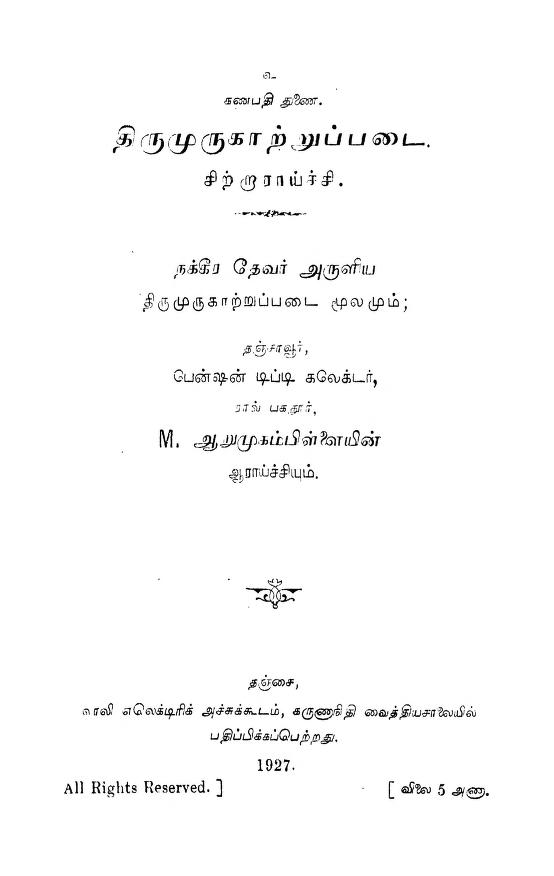 உ
கணபதி துணை.
திருமுருகாற்றுப்படை.
சிற்றாராய்ச்சி.
நக்கீர தேவர் அருளிய
திருமுருகாற்றுப்படை மூலமும்;
தஞ்சாவூர்,
பென்ஷன் டிப்டி கலெக்டர்,
ராவ் பகதூர்,
M. ஆறுமுகம்பிள்ளையின்
ஆராய்ச்சியும்.
தஞ்சை,
எலெக்டிரிக் அச்சுக்கூடம், கருணாநிதி வைத்தியசாலையில்
பதிப்பிக்கப்பெற்றது.
1927.
All Rights Reserved. ] [ விலை 5 அணா.